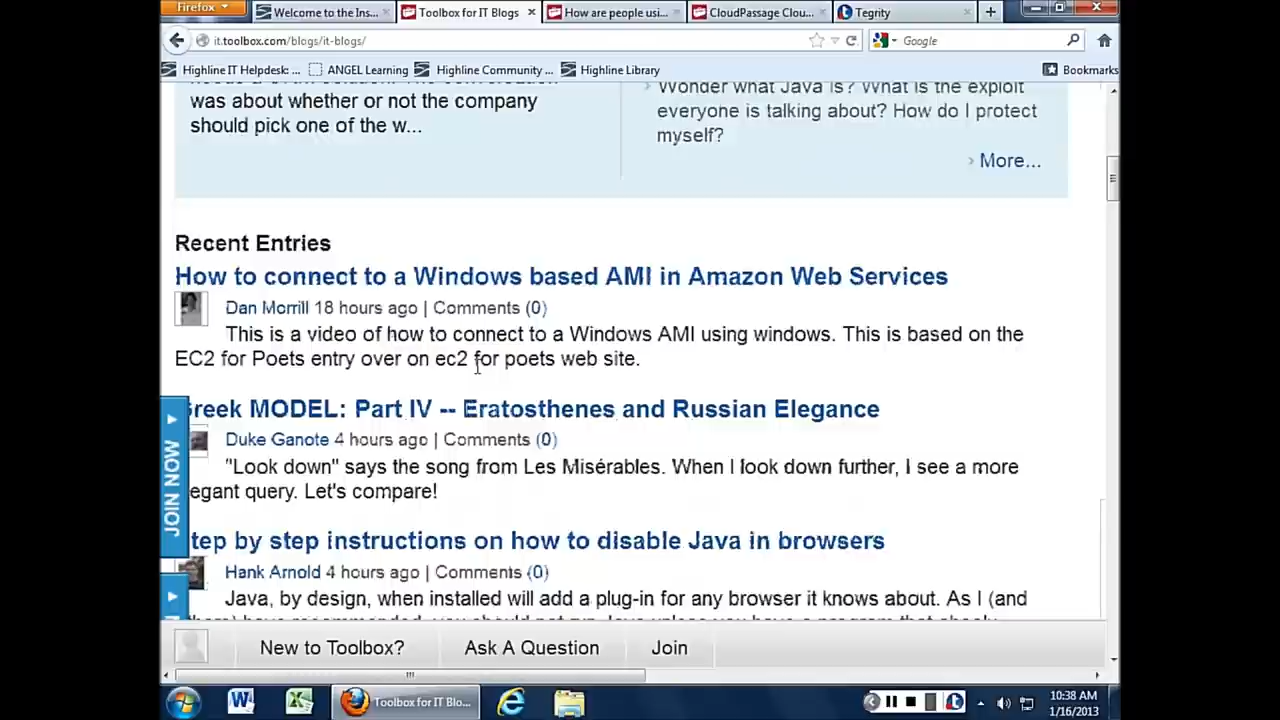 Firefox
Welcome to the Ins...
Toolbox for IT Blogs
How are people usi...
CloudPassage Clou...
Tegrity
it.toolbox.com/blogs/it-blogs/
Google
Highline IT Helpdesk: ...
ANGEL Learning
Highline Community ...
Highline Library
Bookmarks
was about whether or not the company
should pick one of the w...
Wonder what Java is? What is the exploit
everyone is talking about? How do I protect
myself?
More...
Recent Entries
How to connect to a Windows based AMI in Amazon Web Services
Dan Morrill 18 hours ago | Comments (0)
This is a video of how to connect to a Windows AMI using windows. This is based on the
EC2 for Poets entry over on ec2 for poets web site.
Greek MODEL: Part IV -- Eratosthenes and Russian Elegance
Duke Ganote 4 hours ago | Comments (0)
"Look down" says the song from Les Misérables. When I look down further, I see a more
egant query. Let's compare!
JOIN NOW
tep by step instructions on how to disable Java in browsers
Hank Arnold 4 hours ago | Comments (0)
Java, by design, when installed will add a plug-in for any browser it knows about. As I (and
New to Toolbox?
Ask A Question
Join
Toolbox for IT Blo...
10:38 AM
1/16/2013